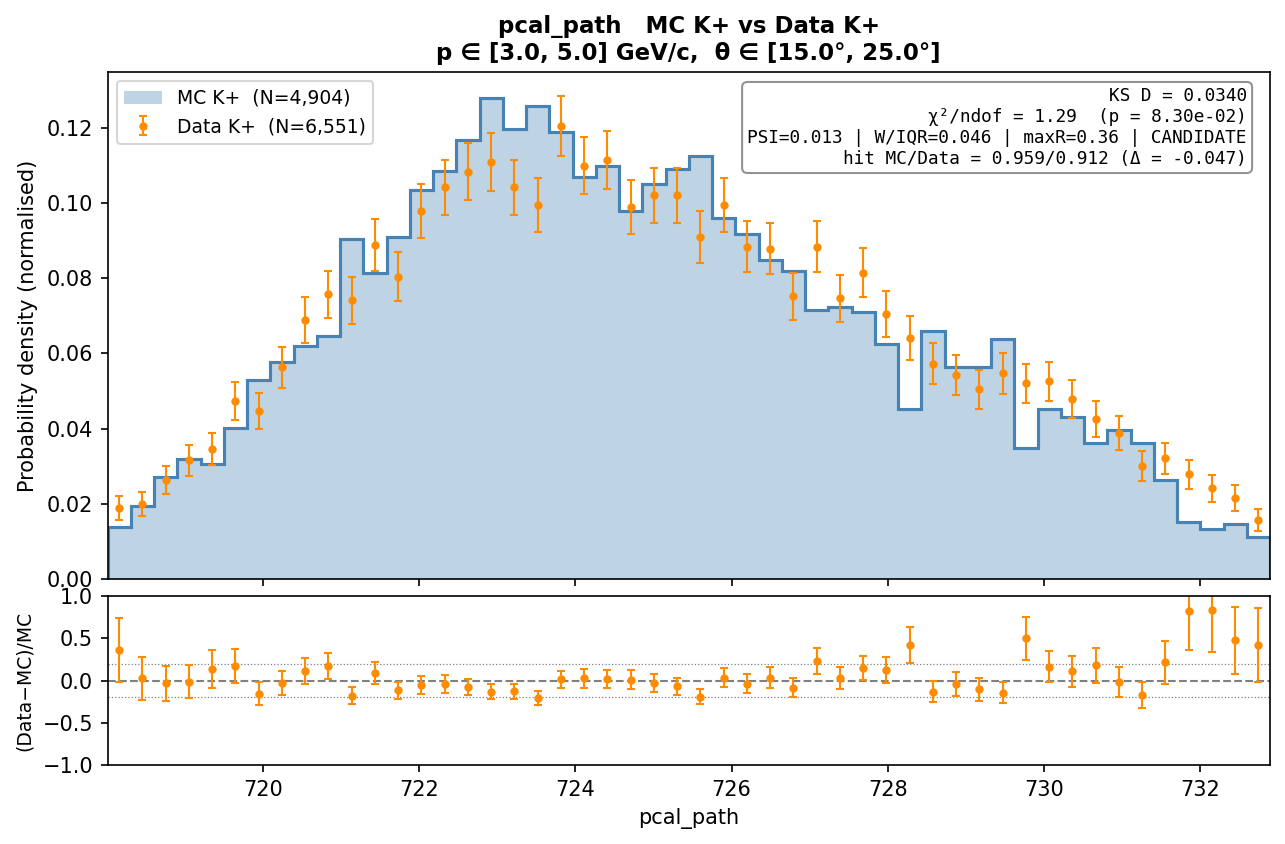 pcal_path   MC K+ vs Data K+
p ∈ [3.0, 5.0] GeV/c,  θ ∈ [15.0°, 25.0°]
MC K+  (N=4,904)
Data K+  (N=6,551)
KS D = 0.0340
χ²/ndof = 1.29  (p = 8.30e-02)
PSI=0.013 | W/IQR=0.046 | maxR=0.36 | CANDIDATE
hit MC/Data = 0.959/0.912 (Δ = -0.047)
Probability density (normalised)
0.12
0.10
0.08
0.06
0.04
0.02
0.00
(Data−MC)/MC
1.0
0.5
0.0
−0.5
−1.0
720
722
724
726
728
730
732
pcal_path